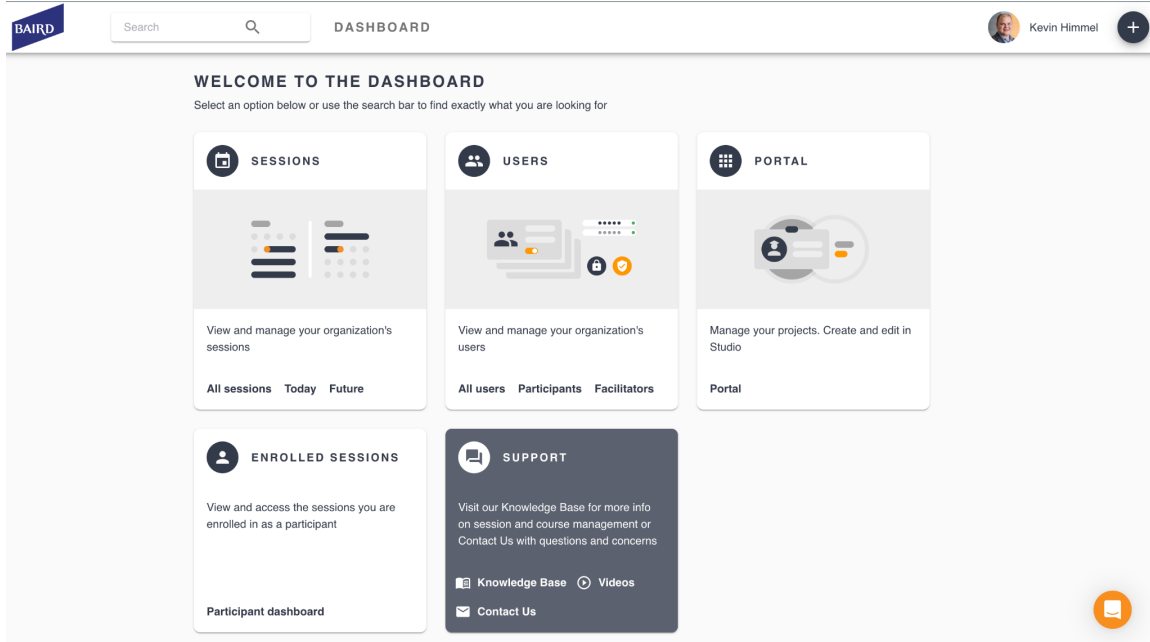 BAIRD
Search
DASHBOARD
Kevin Himmel
WELCOME TO THE DASHBOARD
Select an option below or use the search bar to find exactly what you are looking for
SESSIONS
View and manage your organization's
sessions
All sessions Today Future
USERS
View and manage your organization's
users
All users Participants Facilitators
PORTAL
Manage your projects. Create and edit in
Studio
Portal
ENROLLED SESSIONS
View and access the sessions you are
enrolled in as a participant
Participant dashboard
SUPPORT
Visit our Knowledge Base for more info
on session and course management or
Contact Us with questions and concerns
Knowledge Base Videos
Contact Us